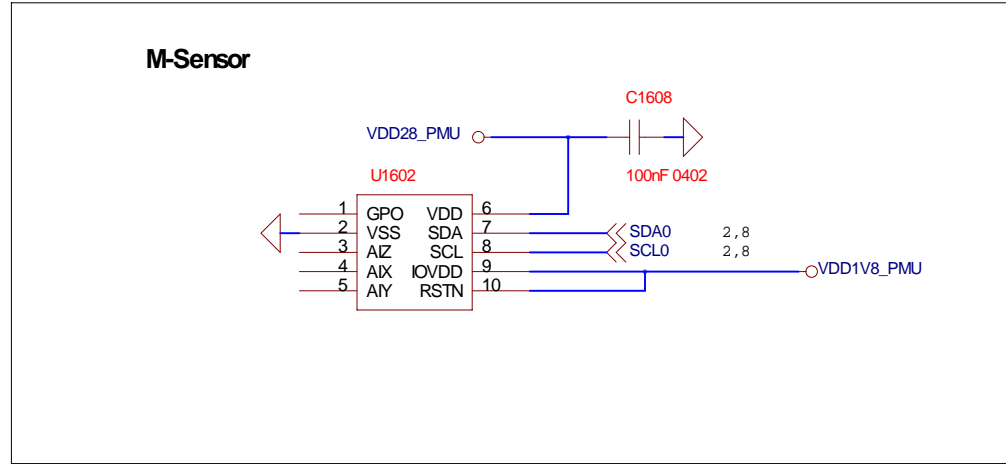 M-Sensor
C1608
VDD28_PMU
100nF 0402
U1602
1 GPO VDD 6
2 VSS SDA 7 SDA0 2,8
3 AIZ SCL 8 SCL0 2,8
4 AIX IOVDD 9 VDD1V8_PMU
5 AIY RSTN 10